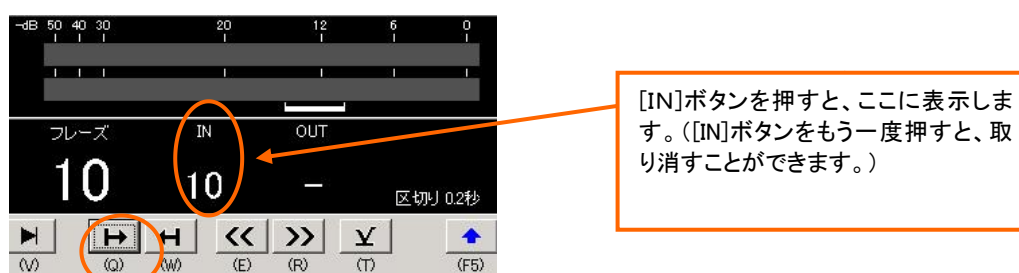 -dB 50 40 30 20 12 6 0
フレーズ IN OUT
10 10 –
区切り 0.2秒
(V) (Q) (W) (E) (R) (T) (F5)
[IN]ボタンを押すと、ここに表示しま
す。([IN]ボタンをもう一度押すと、取
り消すことができます。)